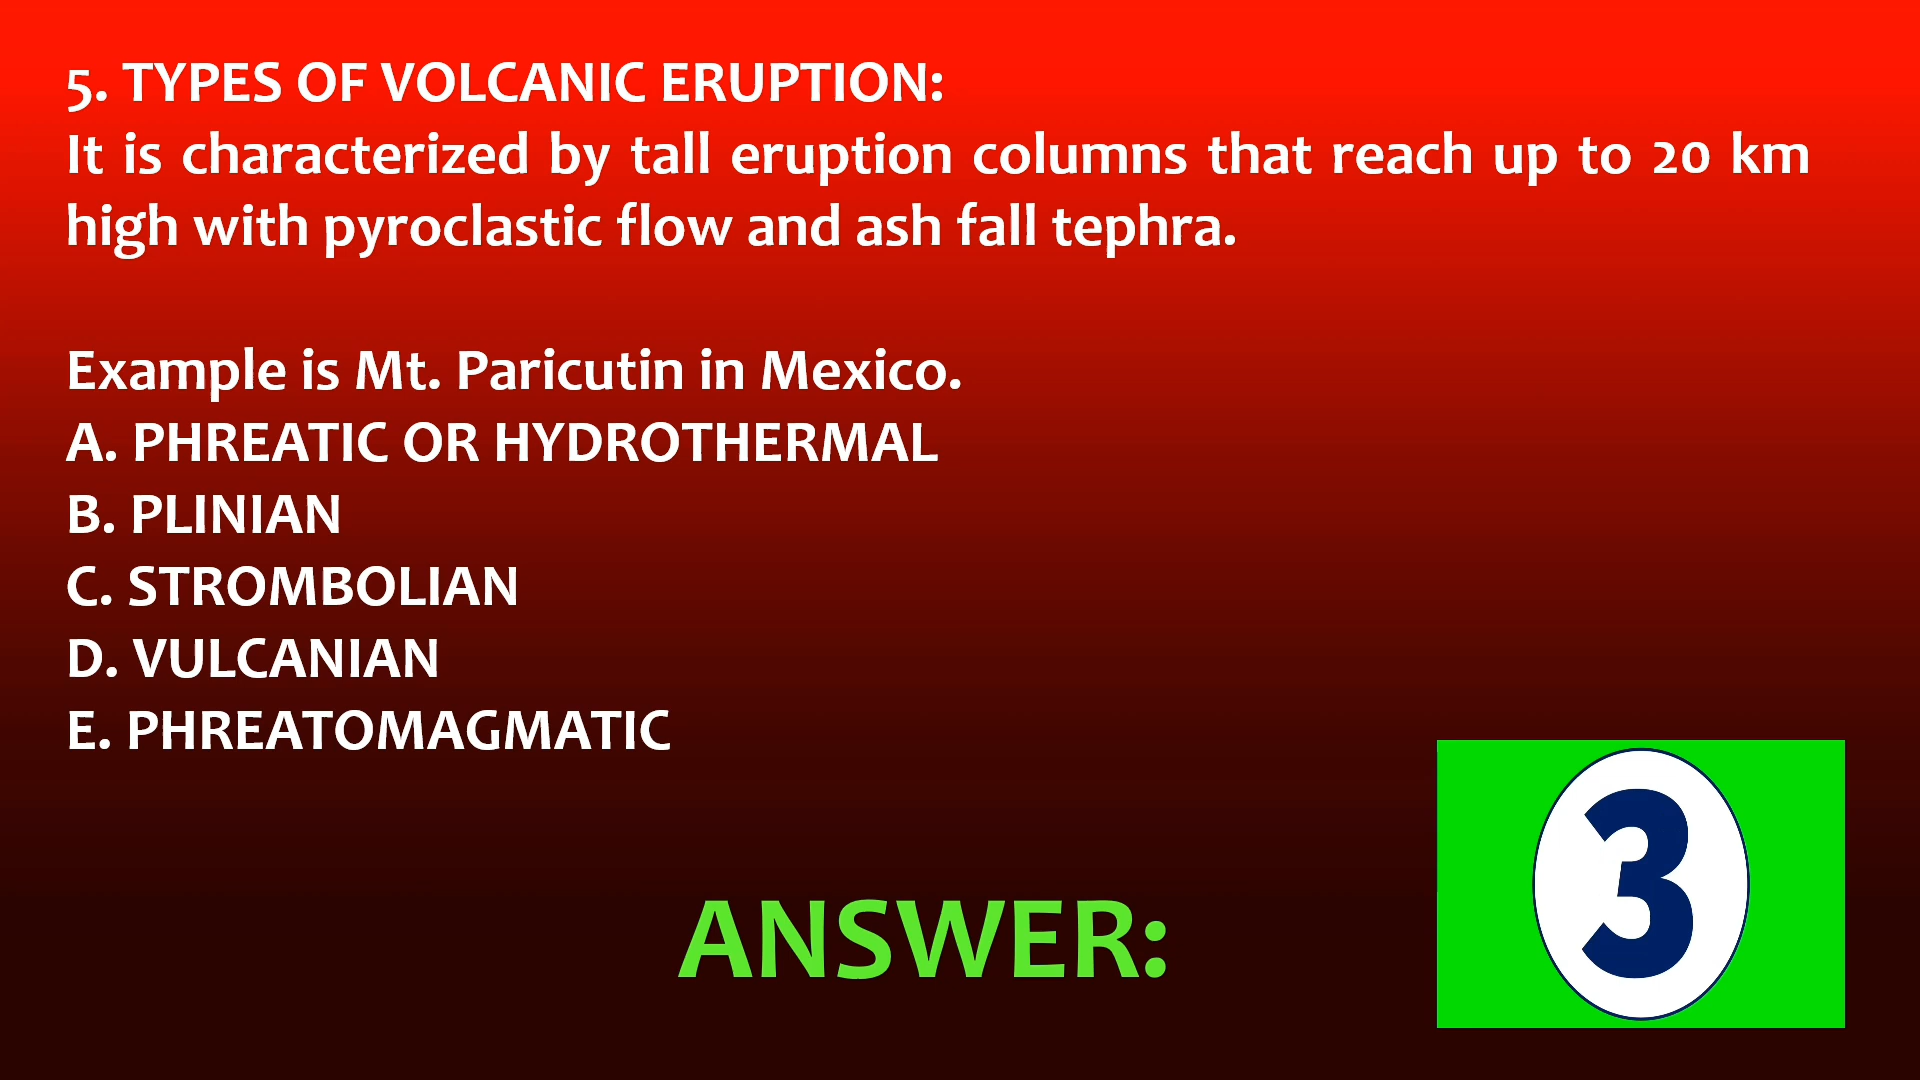 5. TYPES OF VOLCANIC ERUPTION:
It is characterized by tall eruption columns that reach up to 20 km
high with pyroclastic flow and ash fall tephra.
Example is Mt. Paricutin in Mexico.
A. PHREATIC OR HYDROTHERMAL
B. PLINIAN
C. STROMBOLIAN
D. VULCANIAN
E. PHREATOMAGMATIC
ANSWER:
3